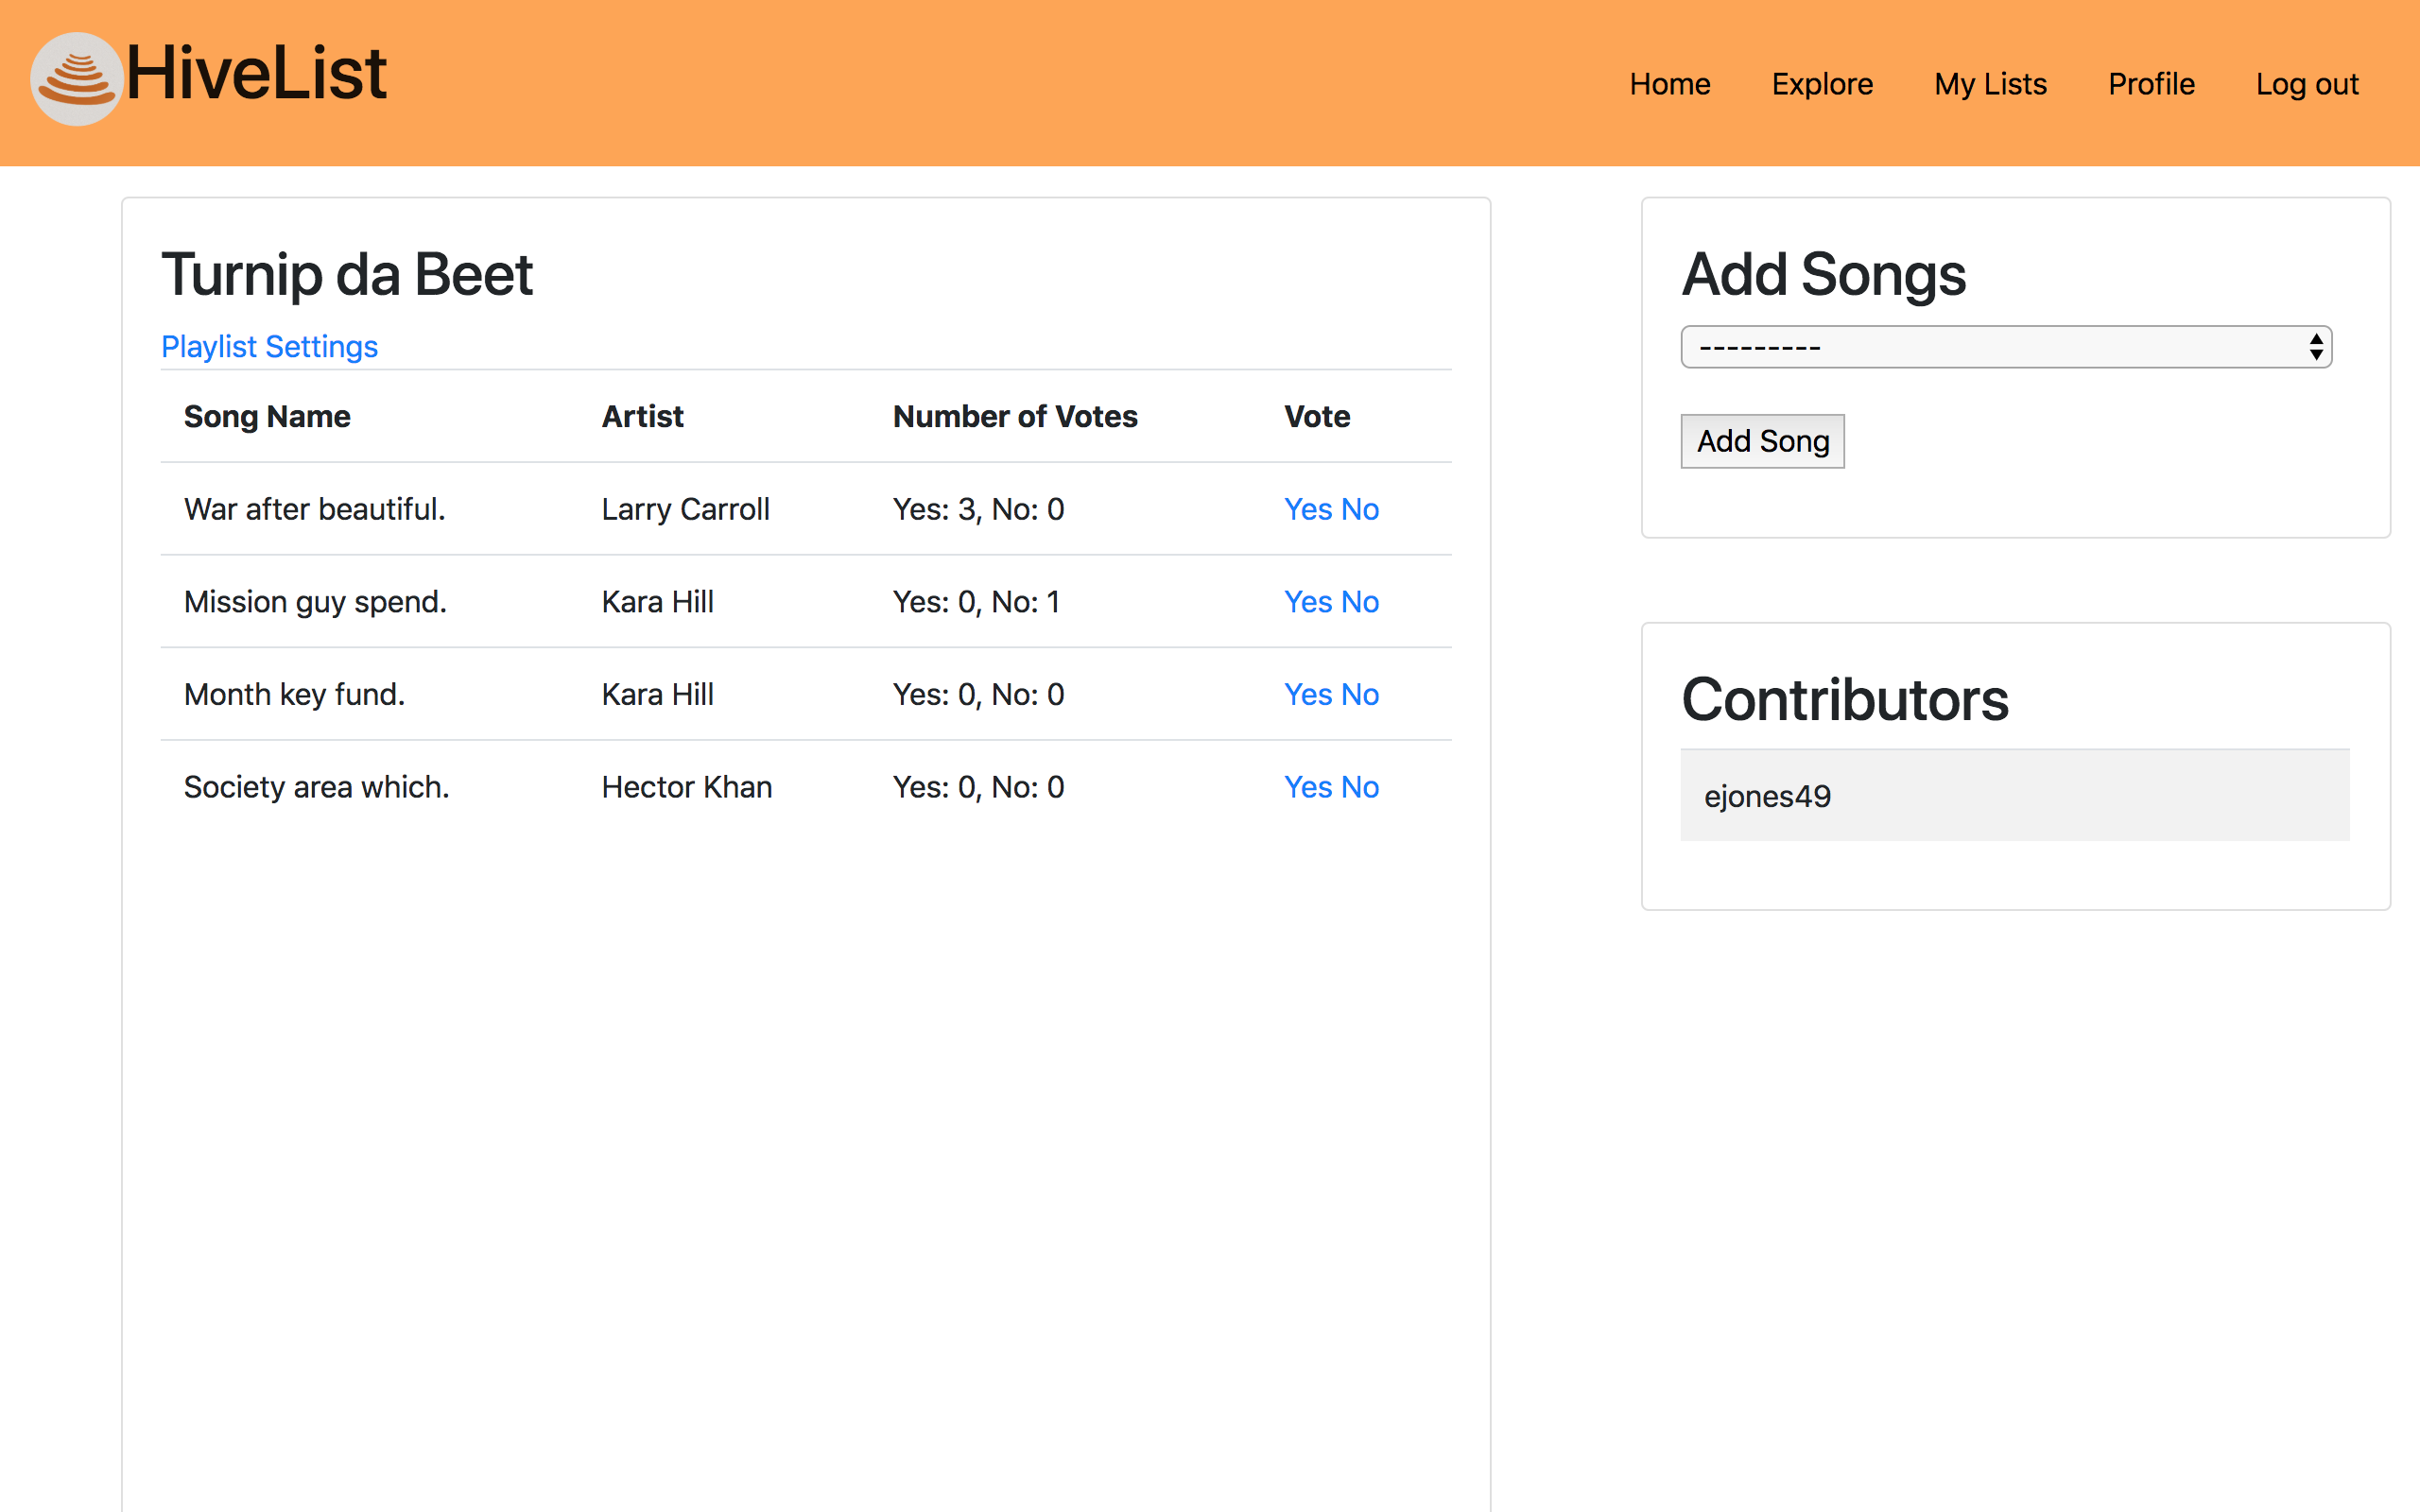 HiveList
Home Explore My Lists Profile Log out
Turnip da Beet
Playlist Settings
Song Name Artist Number of Votes Vote
War after beautiful. Larry Carroll Yes: 3, No: 0 Yes No
Mission guy spend. Kara Hill Yes: 0, No: 1 Yes No
Month key fund. Kara Hill Yes: 0, No: 0 Yes No
Society area which. Hector Khan Yes: 0, No: 0 Yes No
Add Songs
---------
Add Song
Contributors
ejones49